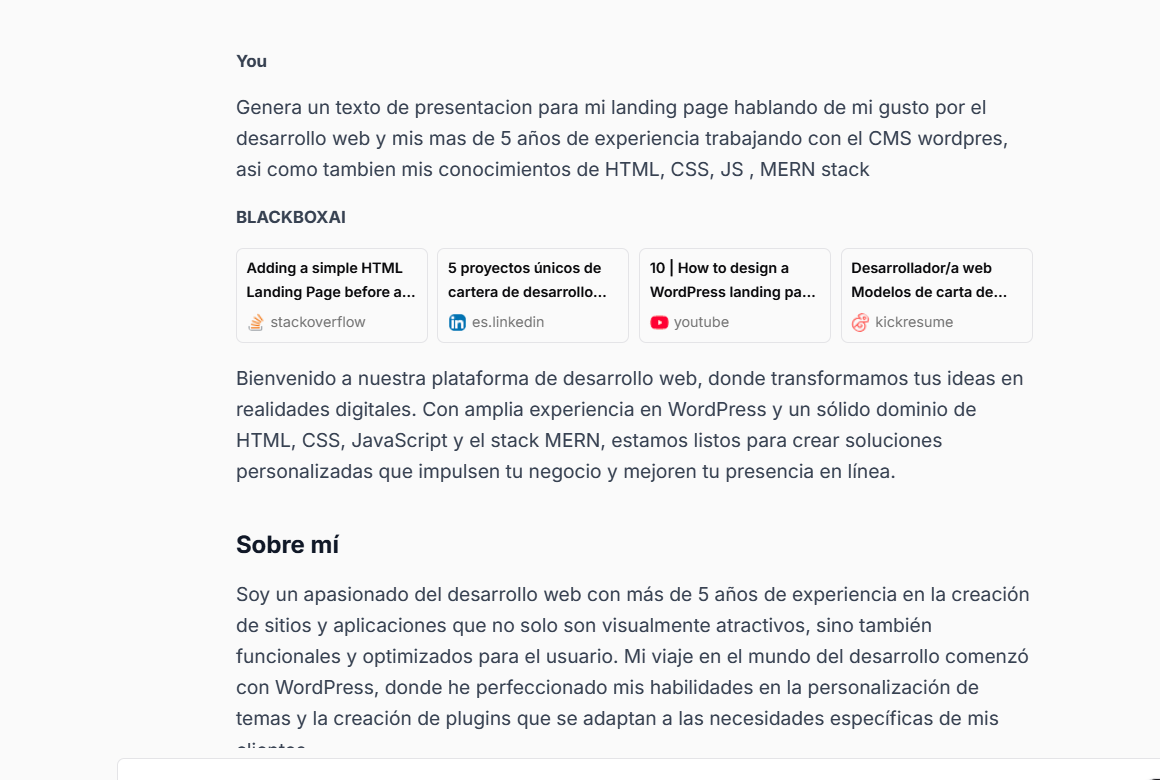 You
Genera un texto de presentacion para mi landing page hablando de mi gusto por el
desarrollo web y mis mas de 5 años de experiencia trabajando con el CMS wordpres,
asi como tambien mis conocimientos de HTML, CSS, JS , MERN stack
BLACKBOXAI
Adding a simple HTML
Landing Page before a...
stackoverflow
5 proyectos únicos de
cartera de desarrollo...
es.linkedin
10 | How to design a
WordPress landing pa...
youtube
Desarrollador/a web
Modelos de carta de...
kickresume
Bienvenido a nuestra plataforma de desarrollo web, donde transformamos tus ideas en
realidades digitales. Con amplia experiencia en WordPress y un sólido dominio de
HTML, CSS, JavaScript y el stack MERN, estamos listos para crear soluciones
personalizadas que impulsen tu negocio y mejoren tu presencia en línea.
Sobre mí
Soy un apasionado del desarrollo web con más de 5 años de experiencia en la creación
de sitios y aplicaciones que no solo son visualmente atractivos, sino también
funcionales y optimizados para el usuario. Mi viaje en el mundo del desarrollo comenzó
con WordPress, donde he perfeccionado mis habilidades en la personalización de
temas y la creación de plugins que se adaptan a las necesidades específicas de mis